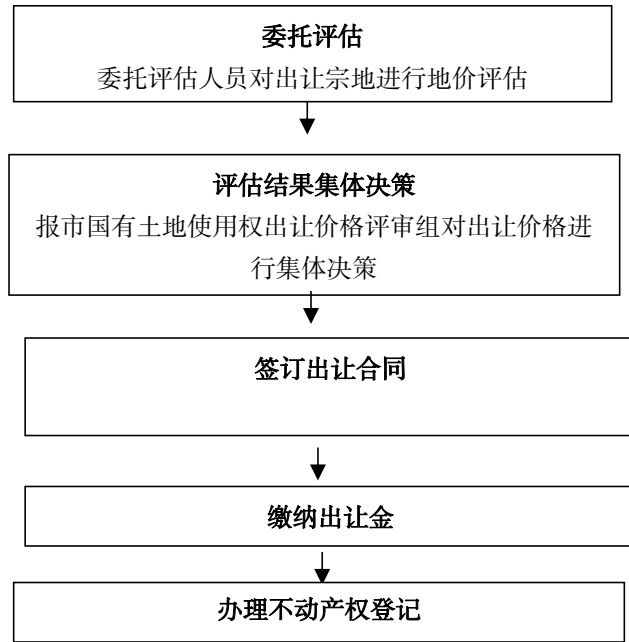 委托评估
委托评估人员对出让宗地进行地价评估
评估结果集体决策
报市国有土地使用权出让价格评审组对出让价格进
行集体决策
签订出让合同
缴纳出让金
办理不动产权登记